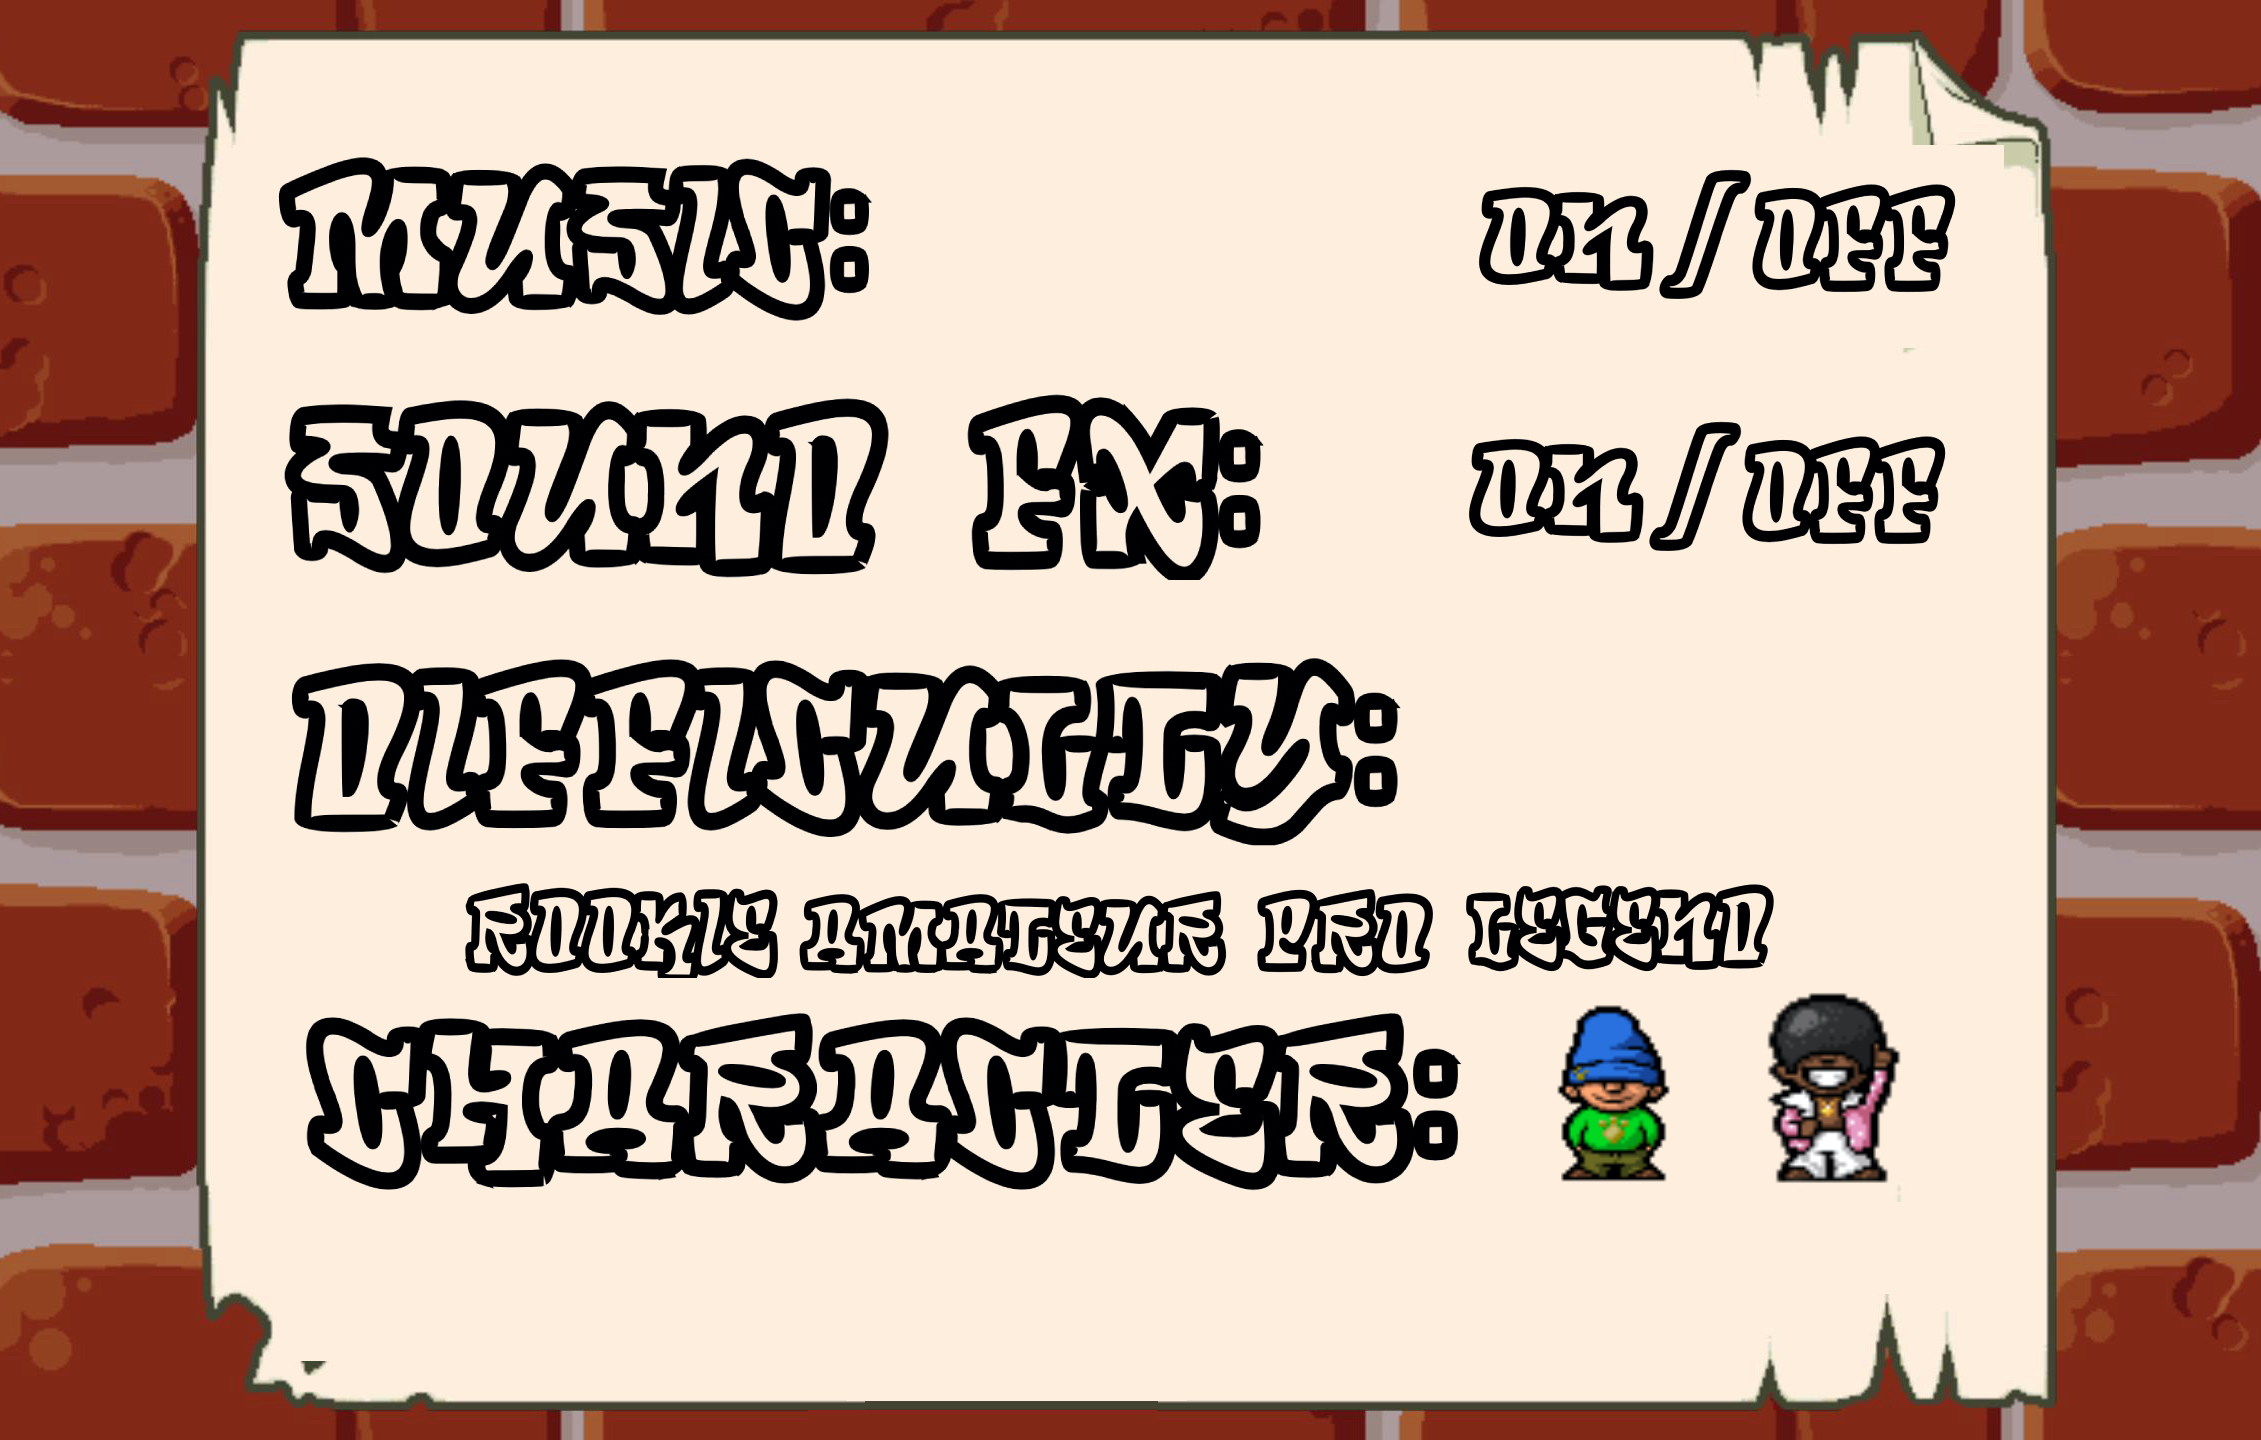 MUSIC: ON/OFF
SOUND FX: ON/OFF
DIFFICULTY:
ROOKIE AMATEUR PRO LEGEND
CHARACTER: